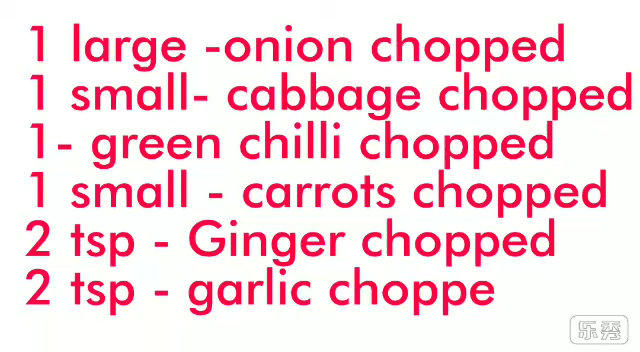 1 large -onion chopped
1 small- cabbage chopped
1- green chilli chopped
1 small - carrots chopped
2 tsp - Ginger chopped
2 tsp - garlic choppe
乐秀